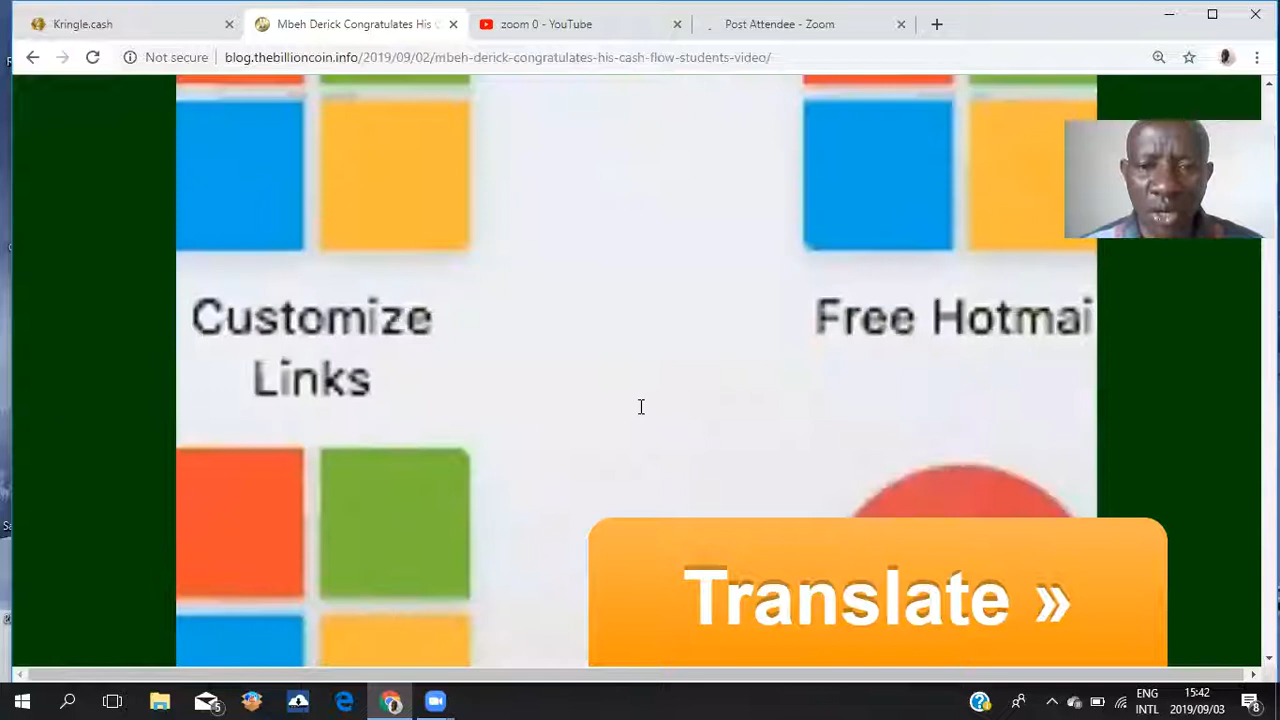 Kringle.cash
Mbeh Derick Congratulates His
zoom 0 - YouTube
Post Attendee - Zoom
Not secure
blog.thebillioncoin.info/2019/09/02/mbeh-derick-congratulates-his-cash-flow-students-video/
Customize
Links
Free Hotmai
Translate »
5
ENG
INTL
15:42
2019/09/03
8